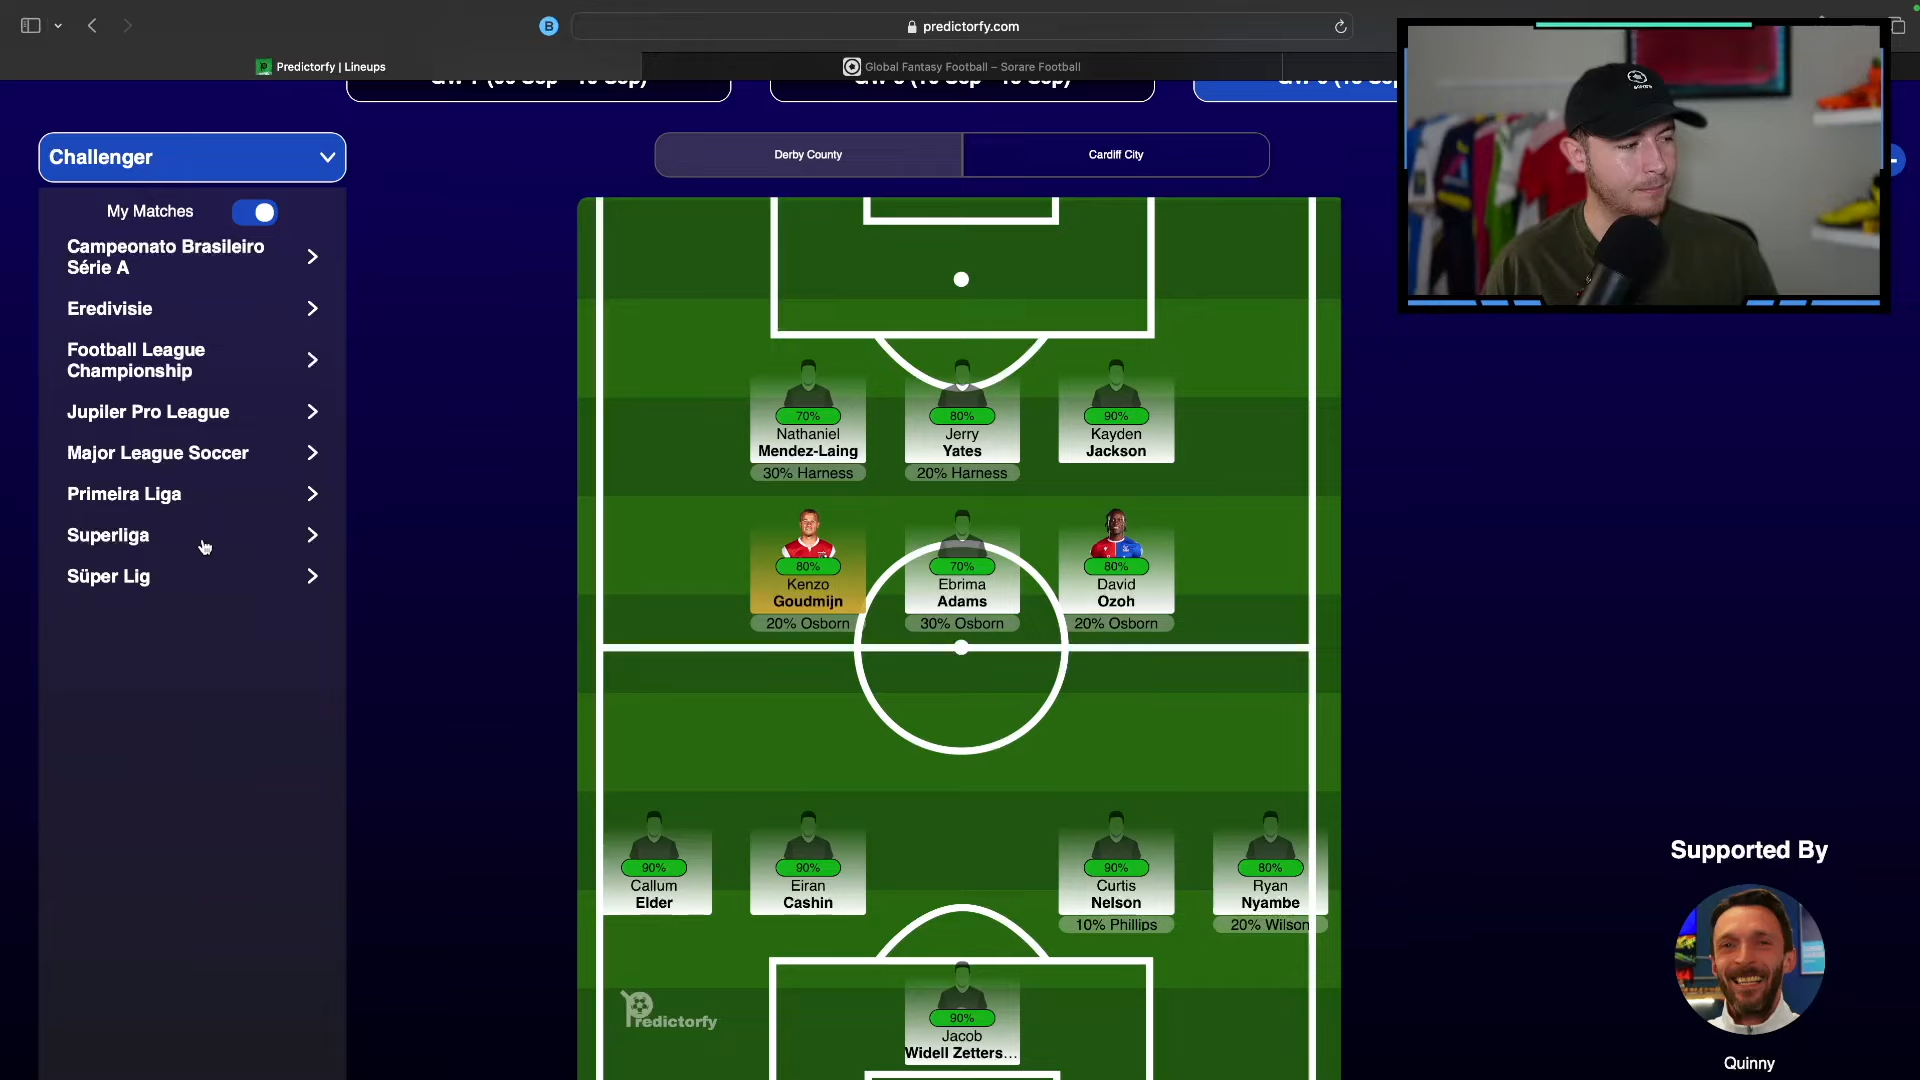 predictorfy.com
Predictorfy | Lineups
Global Fantasy Football – Sorare Football
Challenger
My Matches
Campeonato Brasileiro
Série A
Eredivisie
Football League
Championship
Jupiler Pro League
Major League Soccer
Primeira Liga
Superliga
Süper Lig
Derby County
Cardiff City
70%
Nathaniel
Mendez-Laing
30% Harness
80%
Jerry
Yates
20% Harness
90%
Kayden
Jackson
80%
Kenzo
Goudmijn
20% Osborn
70%
Ebrima
Adams
30% Osborn
80%
David
Ozoh
20% Osborn
90%
Callum
Elder
90%
Eiran
Cashin
90%
Curtis
Nelson
10% Phillips
80%
Ryan
Nyambe
20% Wilson
90%
Jacob
Widell Zetters...
Predictorfy
Supported By
Quinny